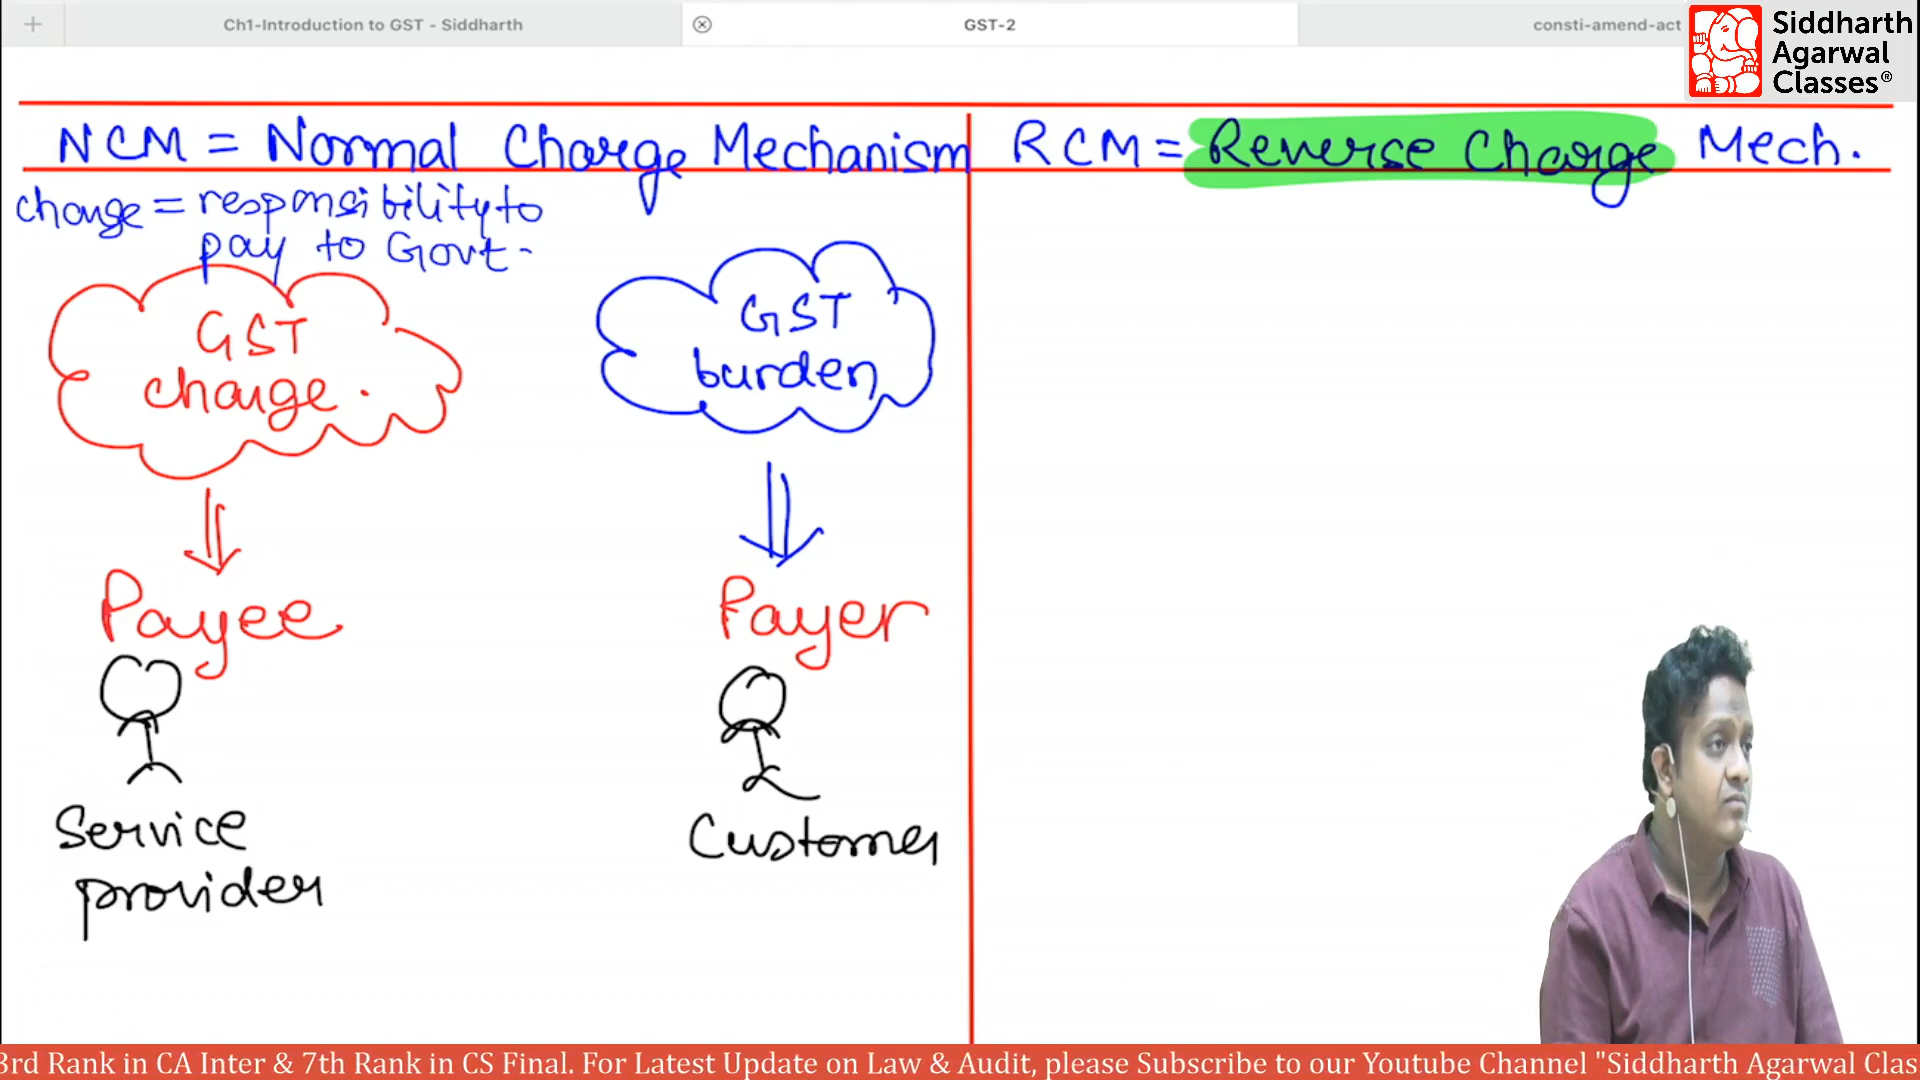 Ch1-Introduction to GST - Siddharth
GST-2
consti-amend-act
Siddharth
Agarwal
Classes®
NCM = Normal Charge Mechanism
RCM = Reverse Charge Mech.
charge = responsibility to
pay to Govt.
GST
charge.
GST
burden
Payee
Payer
Service
provider
Customer
3rd Rank in CA Inter & 7th Rank in CS Final. For Latest Update on Law & Audit, please Subscribe to our Youtube Channel "Siddharth Agarwal Clas